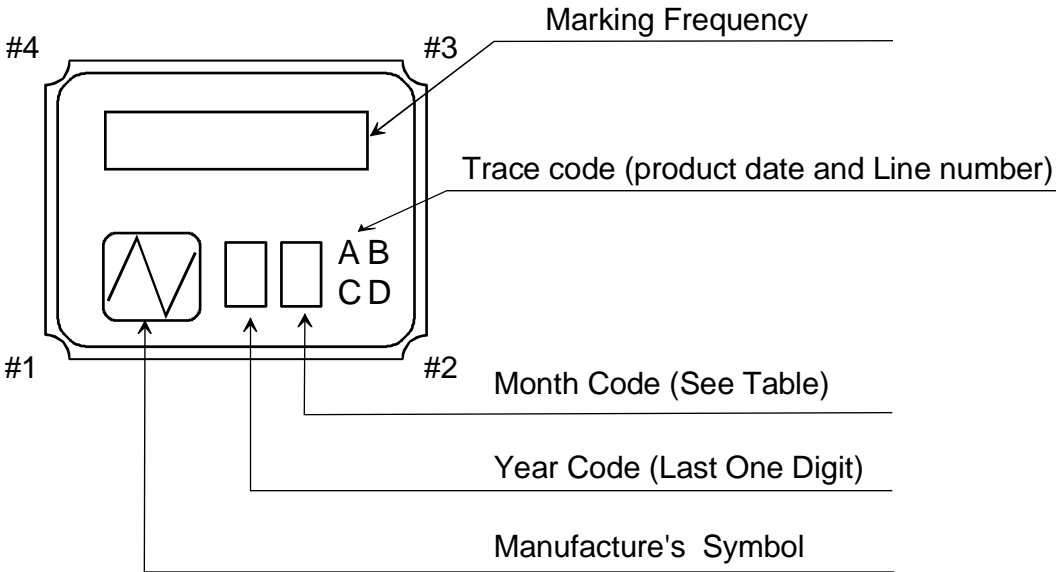 Marking Frequency
#4
#3
Trace code (product date and Line number)
A B
C D
#1
#2
Month Code (See Table)
Year Code (Last One Digit)
Manufacture's Symbol